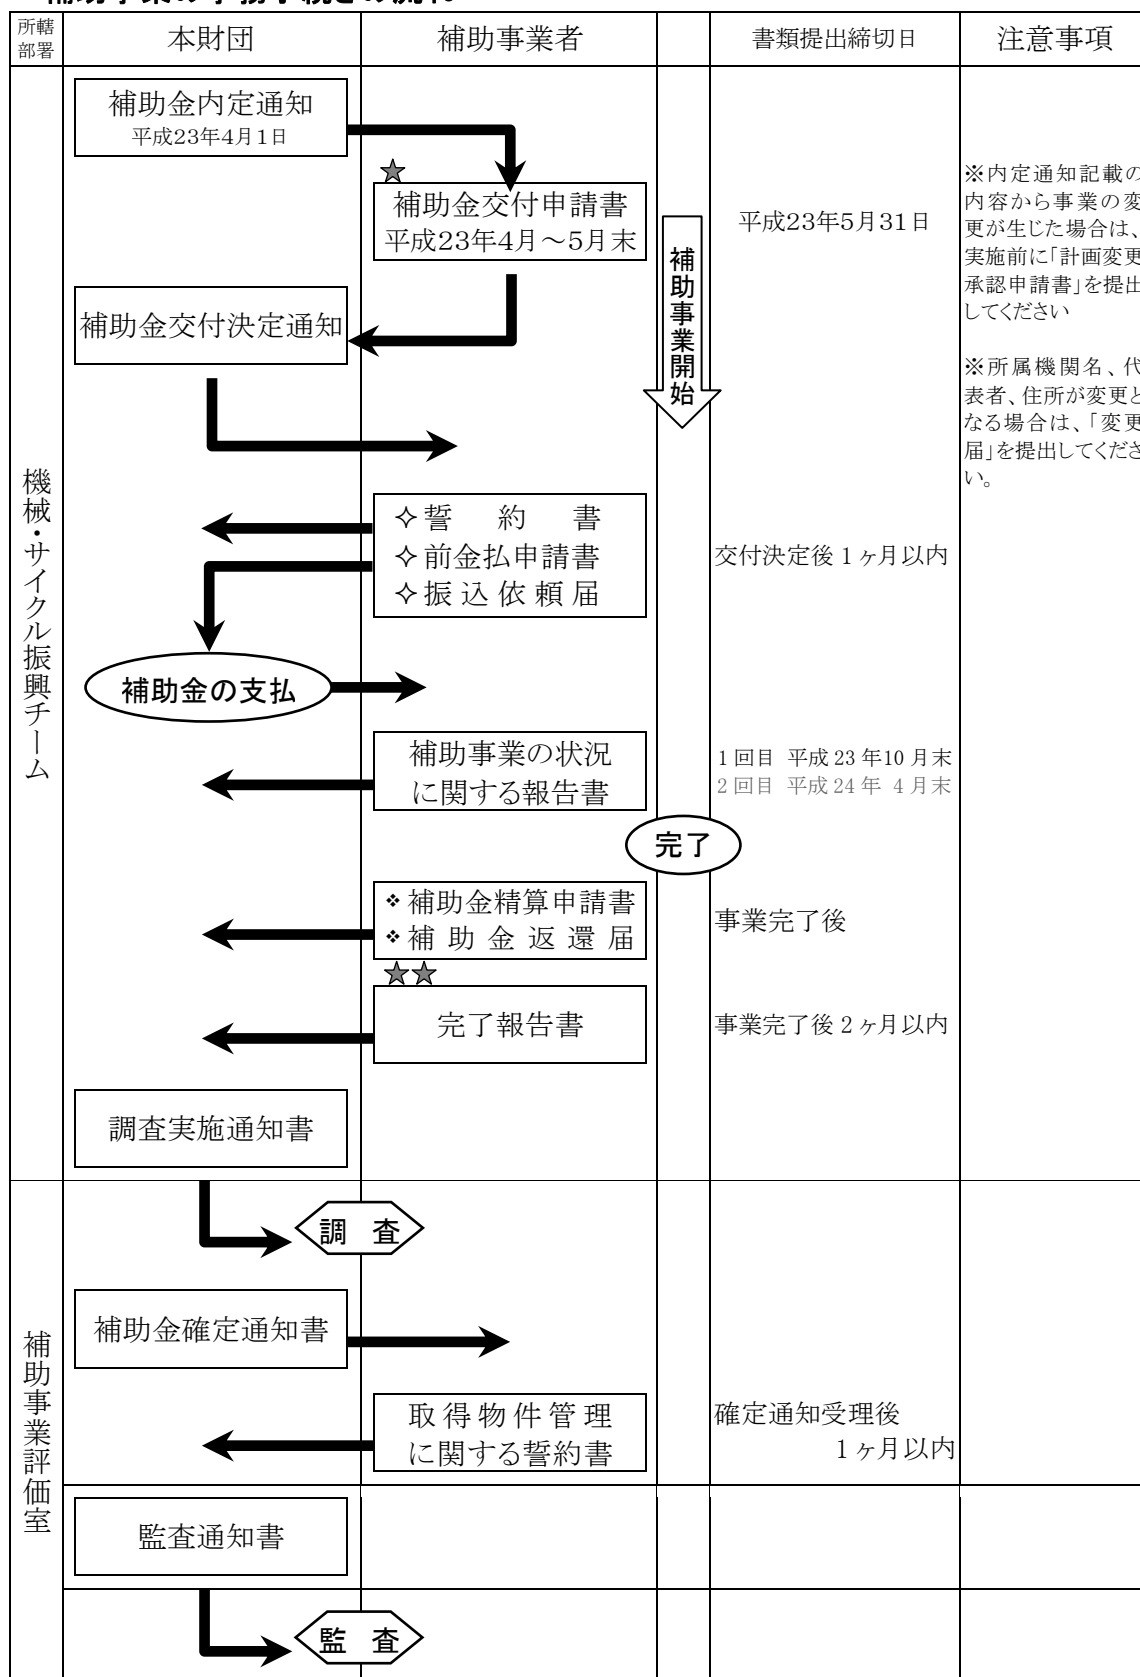 所轄
部署
本財団
補助事業者
書類提出締切日
注意事項
機械・サイクル振興チーム
補助金内定通知
平成23年4月1日
補助金交付申請書
平成23年4月～5月末
平成23年5月31日
※内定通知記載の
内容から事業の変
更が生じた場合は、
実施前に「計画変更
承認申請書」を提出
してください
補助事業開始
補助金交付決定通知
※所属機関名、代
表者、住所が変更と
なる場合は、「変更
届」を提出してくださ
い。
✧誓約書
✧前金払申請書
✧振込依頼届
交付決定後1ヶ月以内
補助金の支払
補助事業の状況
に関する報告書
1回目 平成23年10月末
2回目 平成24年 4月末
完了
❖補助金精算申請書
❖補助金返還届
事業完了後
★★
完了報告書
事業完了後2ヶ月以内
調査実施通知書
補助事業評価室
調 査
補助金確定通知書
取得物件管理
に関する誓約書
確定通知受理後
1ヶ月以内
監査通知書
監 査